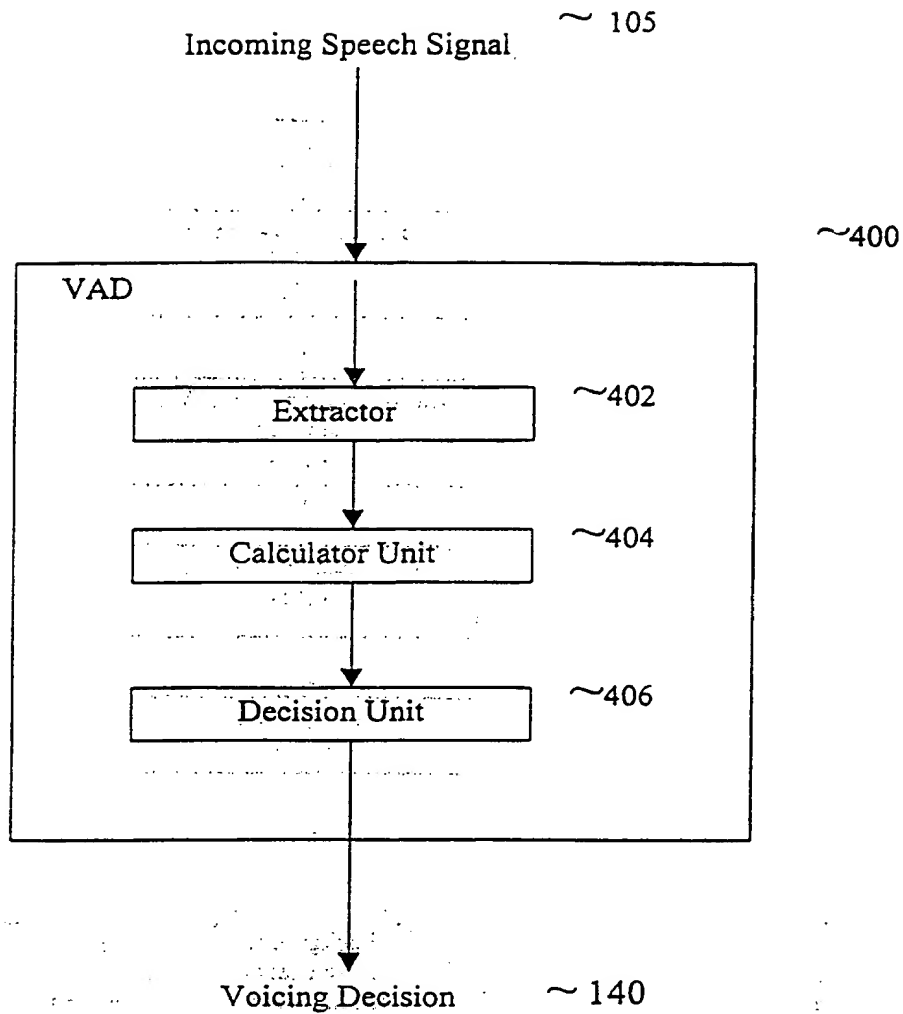 ~ 105
Incoming Speech Signal
~400
VAD
Extractor ~402
Calculator Unit ~404
Decision Unit ~406
Voicing Decision ~ 140